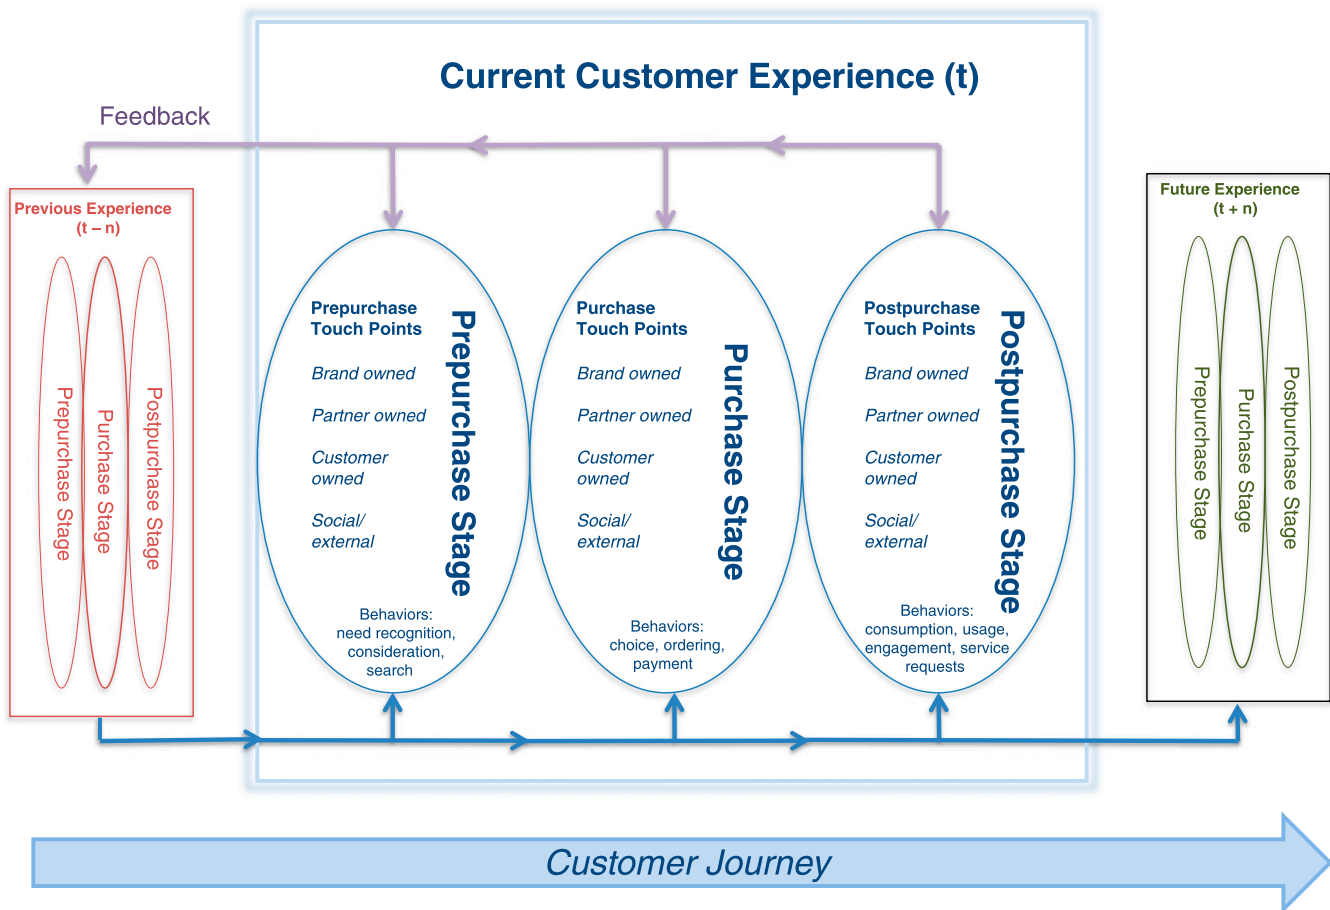 Current Customer Experience (t)
Feedback
Previous Experience
(t – n)
Prepurchase Stage
Purchase Stage
Postpurchase Stage
Prepurchase
Touch Points
Brand owned
Partner owned
Customer
owned
Social/
external
Prepurchase Stage
Behaviors:
need recognition,
consideration,
search
Purchase
Touch Points
Brand owned
Partner owned
Customer
owned
Social/
external
Purchase Stage
Behaviors:
choice, ordering,
payment
Postpurchase
Touch Points
Brand owned
Partner owned
Customer
owned
Social/
external
Postpurchase Stage
Behaviors:
consumption, usage,
engagement, service
requests
Future Experience
(t + n)
Prepurchase Stage
Purchase Stage
Postpurchase Stage
Customer Journey